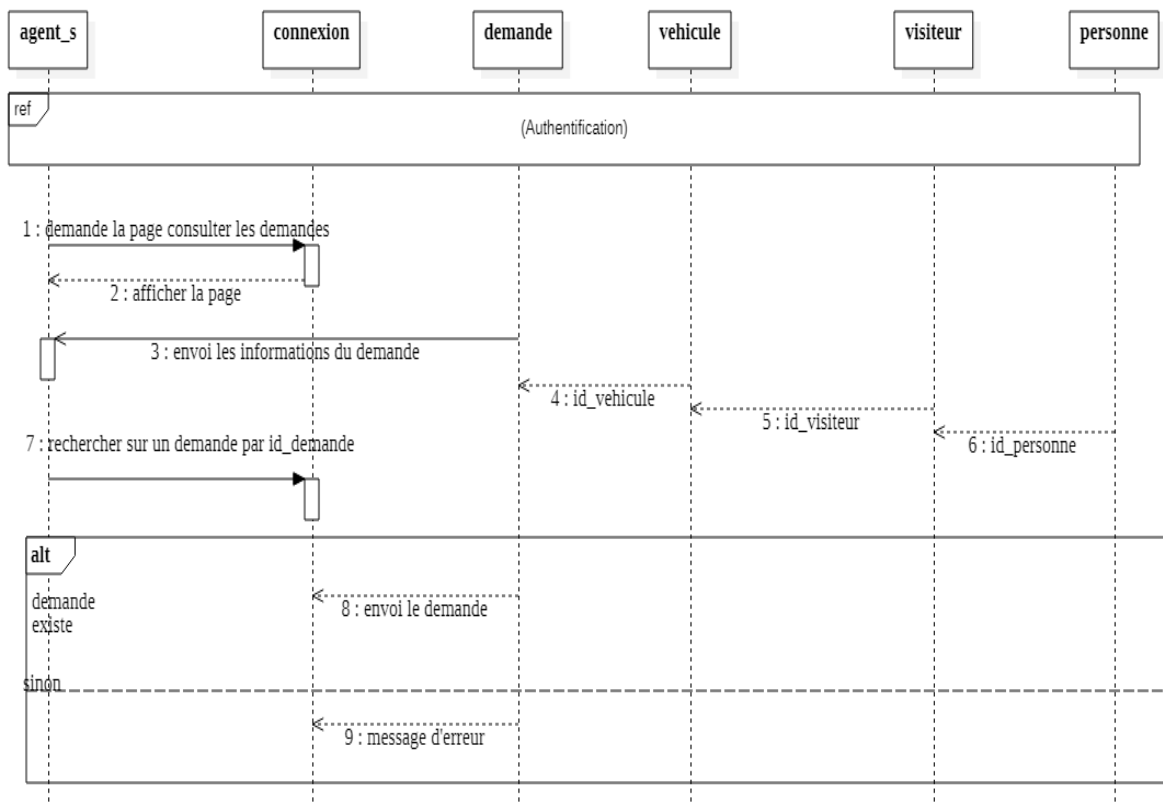 agent_s
connexion
demande
vehicule
visiteur
personne
ref
(Authentification)
1 : demande la page consulter les demandes
2 : afficher la page
3 : envoi les informations du demande
4 : id_vehicule
5 : id_visiteur
6 : id_personne
7 : rechercher sur un demande par id_demande
alt
demande
existe
8 : envoi le demande
sinon
9 : message d'erreur